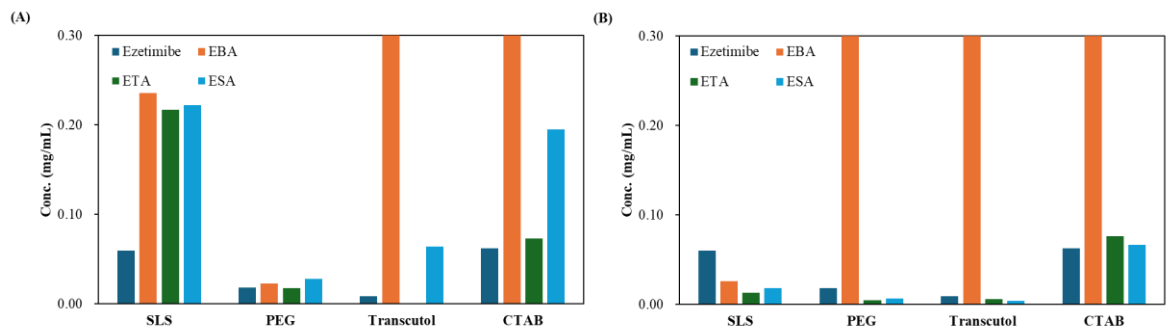 (A)
Conc. (mg/mL)
0.30
0.20
0.10
0.00
Ezetimibe
EBA
ETA
ESA
SLS
PEG
Transcutol
CTAB
(B)
Conc. (mg/mL)
0.30
0.20
0.10
0.00
Ezetimibe
EBA
ETA
ESA
SLS
PEG
Transcutol
CTAB